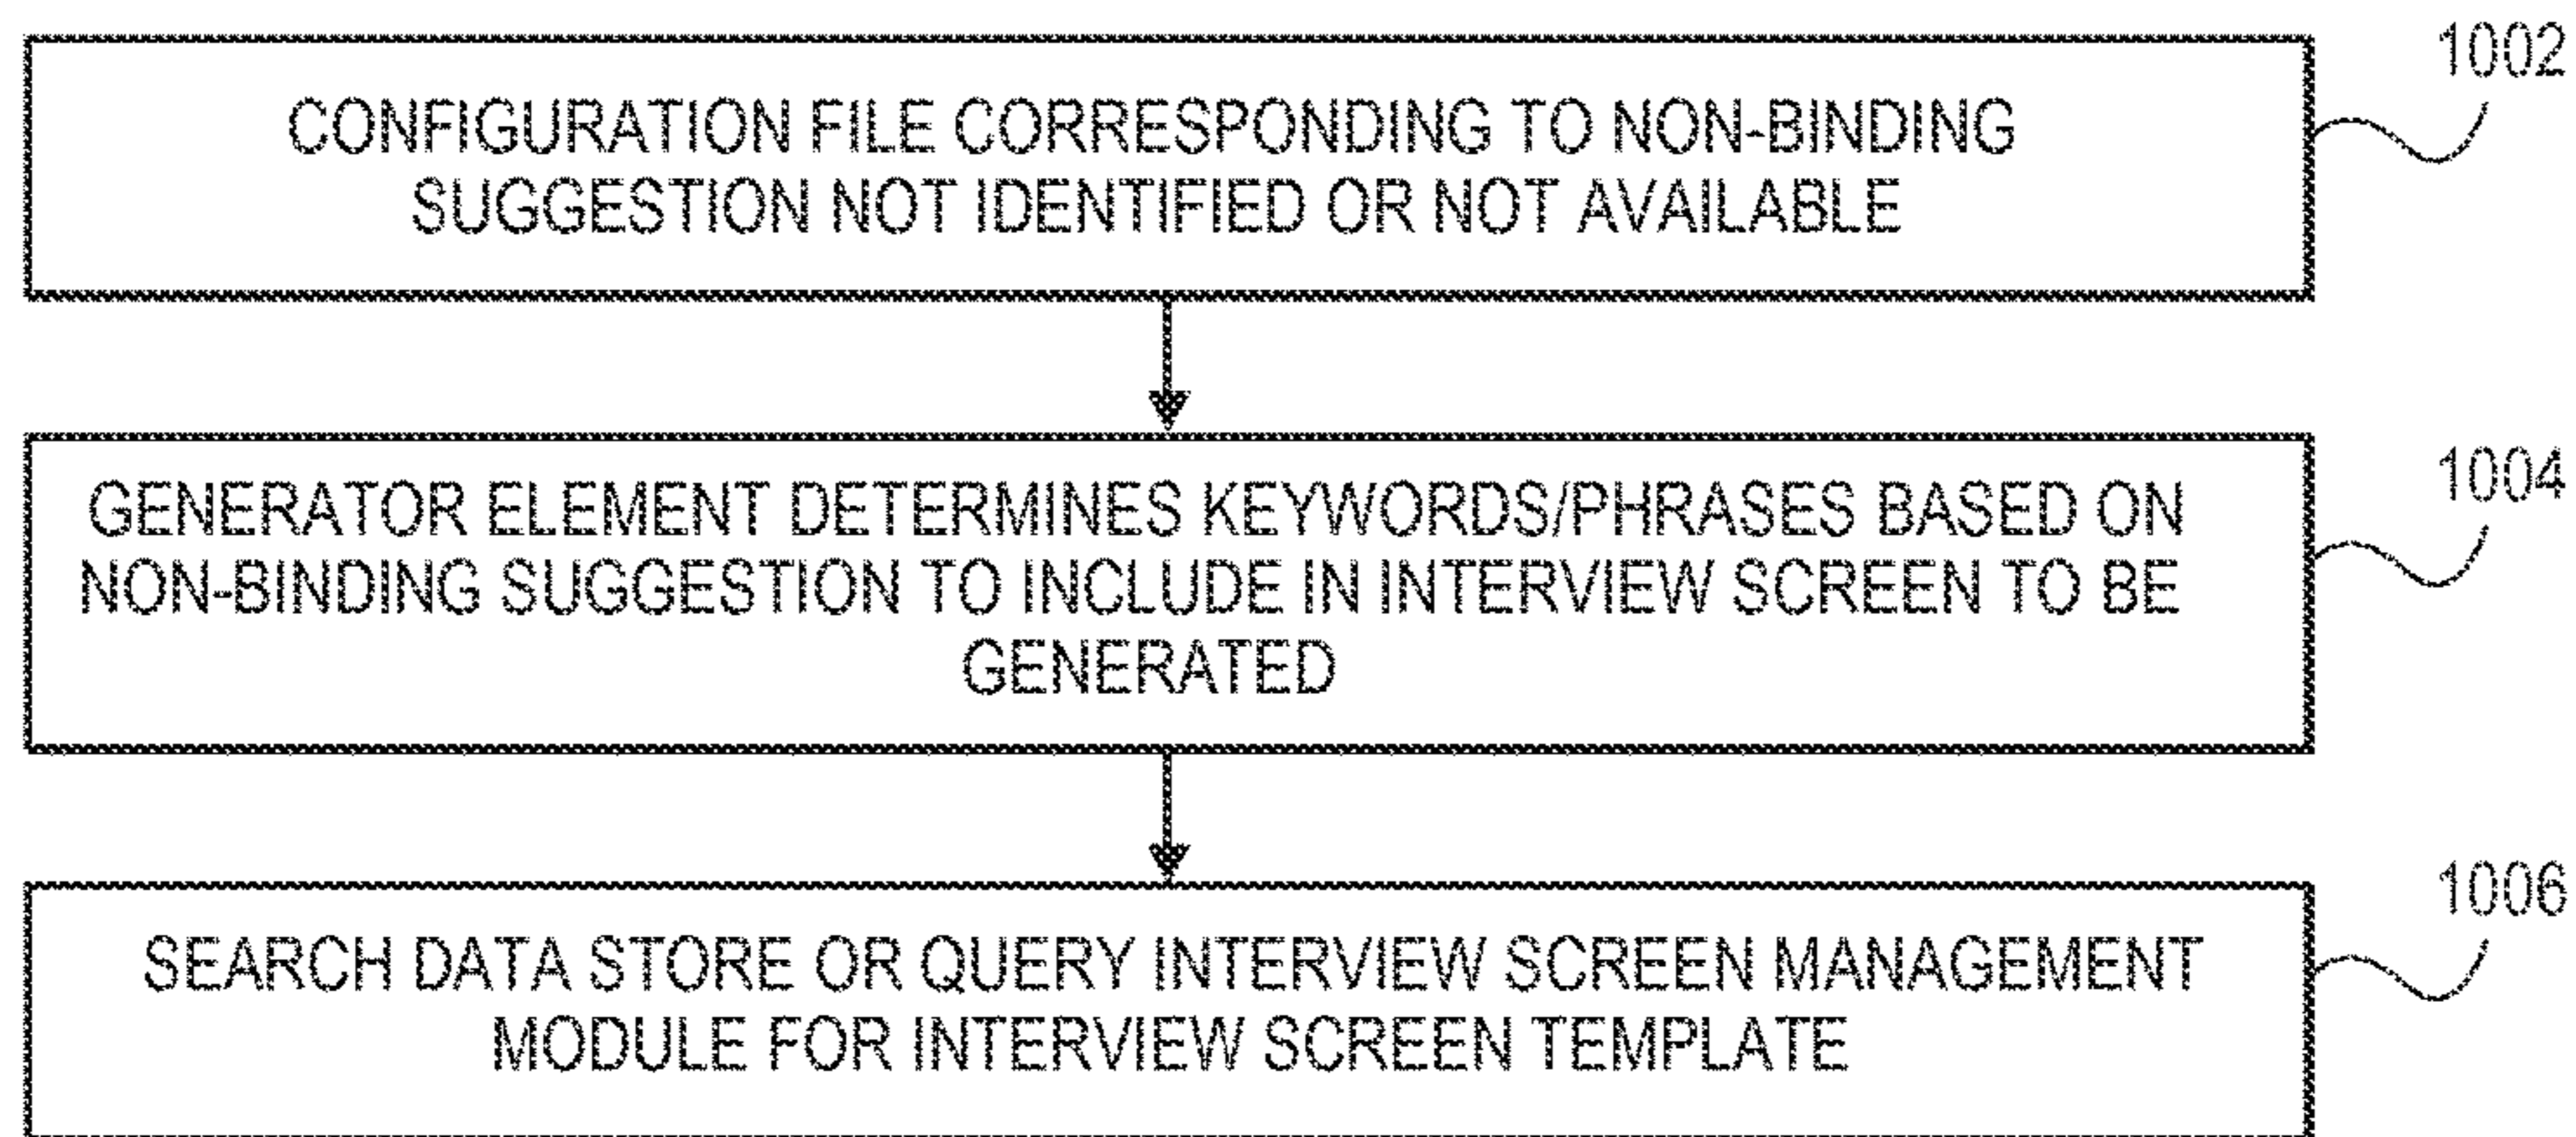 1002
CONFIGURATION FILE CORRESPONDING TO NON-BINDING
SUGGESTION NOT IDENTIFIED OR NOT AVAILABLE
1004
GENERATOR ELEMENT DETERMINES KEYWORDS/PHRASES BASED ON
NON-BINDING SUGGESTION TO INCLUDE IN INTERVIEW SCREEN TO BE
GENERATED
1006
SEARCH DATA STORE OR QUERY INTERVIEW SCREEN MANAGEMENT
MODULE FOR INTERVIEW SCREEN TEMPLATE